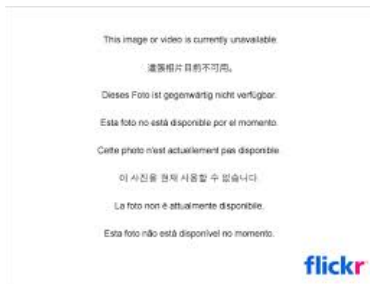 This image or video is currently unavailable.
這張相片目前不可用。
Dieses Foto ist gegenwärtig nicht verfügbar.
Esta foto no está disponible por el momento.
Cette photo n'est actuellement pas disponible.
이 사진을 현재 사용할 수 없습니다.
La foto non è attualmente disponibile.
Esta foto não está disponível no momento.
flickr